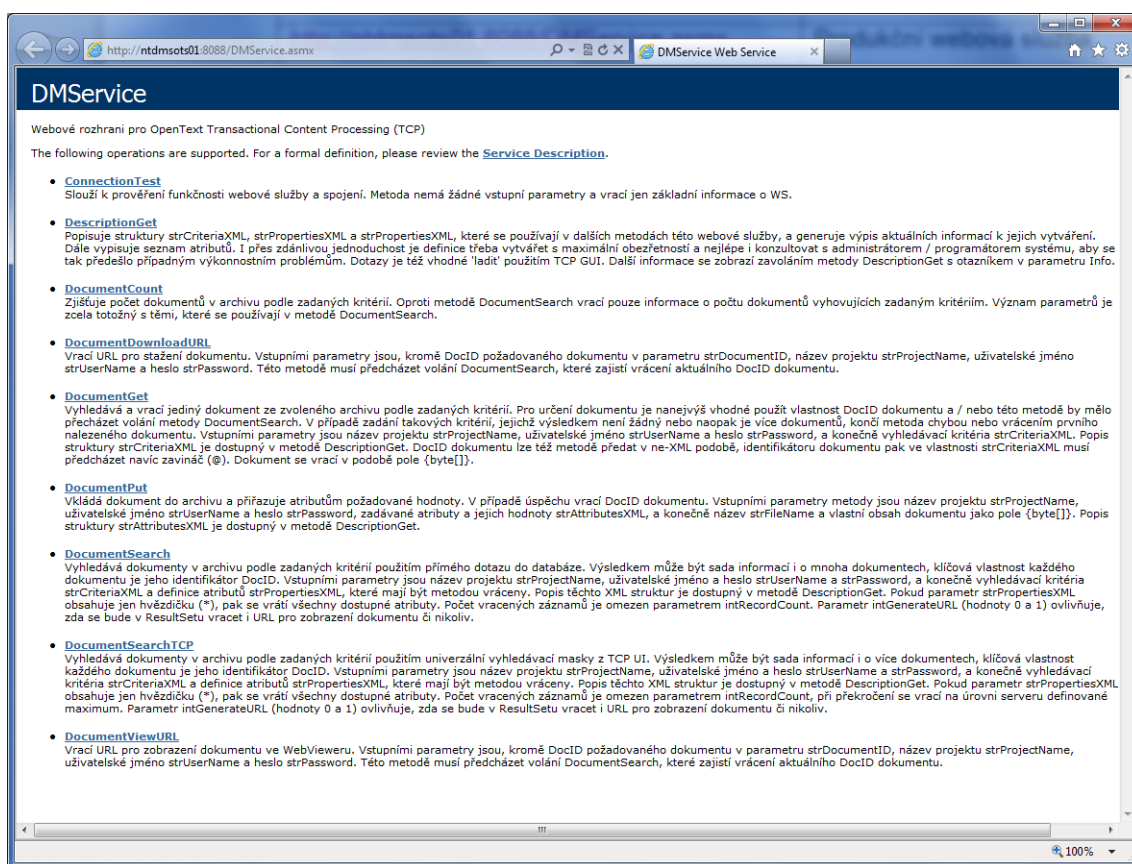 http://ntdmsots01:8088/DMService.asmx
DMService Web Service
DMService
Webové rozhrani pro OpenText Transactional Content Processing (TCP)
The following operations are supported. For a formal definition, please review the Service Description.
ConnectionTest
Slouží k prověření funkčnosti webové služby a spojení. Metoda nemá žádné vstupní parametry a vrací jen základní informace o WS.
DescriptionGet
Popisuje struktury strCriteriaXML, strPropertiesXML a strPropertiesXML, které se používají v dalších metodách této webové služby, a generuje výpis aktuálních informací k jejich vytváření.
Dále vypisuje seznam atributů. I přes zdánlivou jednoduchost je definice třeba vytvářet s maximální obezřetností a nejlépe i konzultovat s administrátorem / programátorem systému, aby se
tak předešlo případným výkonnostním problémům. Dotazy je též vhodné 'ladit' použitím TCP GUI. Další informace se zobrazí zavoláním metody DescriptionGet s otazníkem v parametru Info.
DocumentCount
Zjišťuje počet dokumentů v archivu podle zadaných kritérií. Oproti metodě DocumentSearch vrací pouze informace o počtu dokumentů vyhovujících zadaným kritériím. Význam parametrů je
zcela totožný s těmi, které se používají v metodě DocumentSearch.
DocumentDownloadURL
Vrací URL pro stažení dokumentu. Vstupními parametry jsou, kromě DocID požadovaného dokumentu v parametru strDocumentID, název projektu strProjectName, uživatelské jméno
strUserName a heslo strPassword. Této metodě musí předcházet volání DocumentSearch, které zajistí vrácení aktuálního DocID dokumentu.
DocumentGet
Vyhledává a vrací jediný dokument ze zvoleného archivu podle zadaných kritérií. Pro určení dokumentu je nanejvýš vhodné použít vlastnost DocID dokumentu a / nebo této metodě by mělo
přecházet volání metody DocumentSearch. V případě zadání takových kritérií, jejichž výsledkem není žádný nebo naopak je více dokumentů, končí metoda chybou nebo vrácením prvního
nalezeného dokumentu. Vstupními parametry jsou název projektu strProjectName, uživatelské jméno strUserName a heslo strPassword, a konečně vyhledávací kritéria strCriteriaXML. Popis
struktury strCriteriaXML je dostupný v metodě DescriptionGet. DocID dokumentu lze též metodě předat v ne-XML podobě, identifikátoru dokumentu pak ve vlastnosti strCriteriaXML musí
předcházet navíc zavináč (@). Dokument se vrací v podobě pole {byte[]}.
DocumentPut
Vkládá dokument do archivu a přiřazuje atributům požadované hodnoty. V případě úspěchu vrací DocID dokumentu. Vstupními parametry metody jsou název projektu strProjectName,
uživatelské jméno strUserName a heslo strPassword, zadávané atributy a jejich hodnoty strAttributesXML, a konečně název strFileName a vlastní obsah dokumentu jako pole {byte[]}. Popis
struktury strAttributesXML je dostupný v metodě DescriptionGet.
DocumentSearch
Vyhledává dokumenty v archivu podle zadaných kritérií použitím přímého dotazu do databáze. Výsledkem může být sada informací i o mnoha dokumentech, klíčová vlastnost každého
dokumentu je jeho identifikátor DocID. Vstupními parametry jsou název projektu strProjectName, uživatelské jméno a heslo strUserName a strPassword, a konečně vyhledávací kritéria
strCriteriaXML a definice atributů strPropertiesXML, které mají být metodou vráceny. Popis těchto XML struktur je dostupný v metodě DescriptionGet. Pokud parametr strPropertiesXML
obsahuje jen hvězdičku (*), pak se vrátí všechny dostupné atributy. Počet vracených záznamů je omezen parametrem intRecordCount. Parametr intGenerateURL (hodnoty 0 a 1) ovlivňuje,
zda se bude v ResultSetu vracet i URL pro zobrazení dokumentu či nikoliv.
DocumentSearchTCP
Vyhledává dokumenty v archivu podle zadaných kritérií použitím univerzální vyhledávací masky z TCP UI. Výsledkem může být sada informací i o více dokumentech, klíčová vlastnost
každého dokumentu je jeho identifikátor DocID. Vstupními parametry jsou název projektu strProjectName, uživatelské jméno a heslo strUserName a strPassword, a konečně vyhledávací
kritéria strCriteriaXML a definice atributů strPropertiesXML, které mají být metodou vráceny. Popis těchto XML struktur je dostupný v metodě DescriptionGet. Pokud parametr strPropertiesXML
obsahuje jen hvězdičku (*), pak se vrátí všechny dostupné atributy. Počet vracených záznamů je omezen parametrem intRecordCount, při překročení se vrací na úrovni serveru definované
maximum. Parametr intGenerateURL (hodnoty 0 a 1) ovlivňuje, zda se bude v ResultSetu vracet i URL pro zobrazení dokumentu či nikoliv.
DocumentViewURL
Vrací URL pro zobrazení dokumentu ve WebVieweru. Vstupními parametry jsou, kromě DocID požadovaného dokumentu v parametru strDocumentID, název projektu strProjectName,
uživatelské jméno strUserName a heslo strPassword. Této metodě musí předcházet volání DocumentSearch, které zajistí vrácení aktuálního DocID dokumentu.
100%